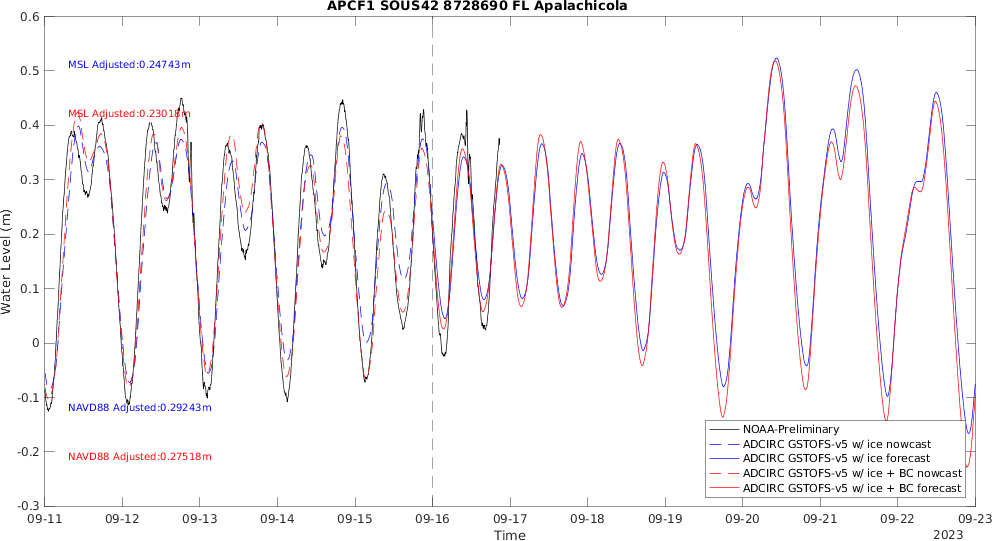 APCF1 SOUS42 8728690 FL Apalachicola
0.6
0.5
0.4
0.3
0.2
0.1
0
-0.1
-0.2
-0.3
Water Level (m)
MSL Adjusted:0.24743m
MSL Adjusted:0.23018m
NAVD88 Adjusted:0.29243m
NAVD88 Adjusted:0.27518m
NOAA-Preliminary
ADCIRC GSTOFS-v5 w/ ice nowcast
ADCIRC GSTOFS-v5 w/ ice forecast
ADCIRC GSTOFS-v5 w/ ice + BC nowcast
ADCIRC GSTOFS-v5 w/ ice + BC forecast
09-11 09-12 09-13 09-14 09-15 09-16 09-17 09-18 09-19 09-20 09-21 09-22 09-23
Time
2023